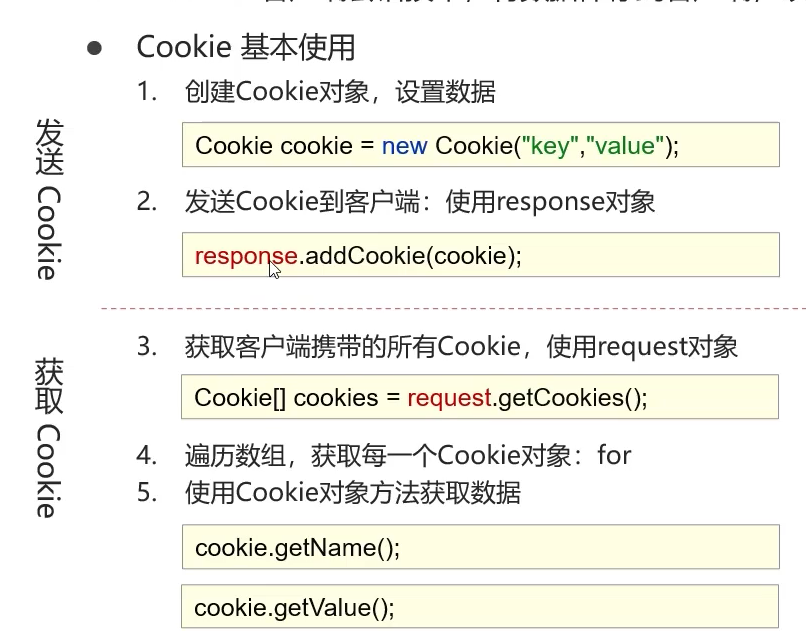 Cookie 基本使用
1. 创建Cookie对象，设置数据
Cookie cookie = new Cookie("key","value");
2. 发送Cookie到客户端：使用response对象
response.addCookie(cookie);
发送 Cookie
3. 获取客户端携带的所有Cookie，使用request对象
Cookie[] cookies = request.getCookies();
4. 遍历数组，获取每一个Cookie对象：for
5. 使用Cookie对象方法获取数据
cookie.getName();
cookie.getValue();
获取 Cookie